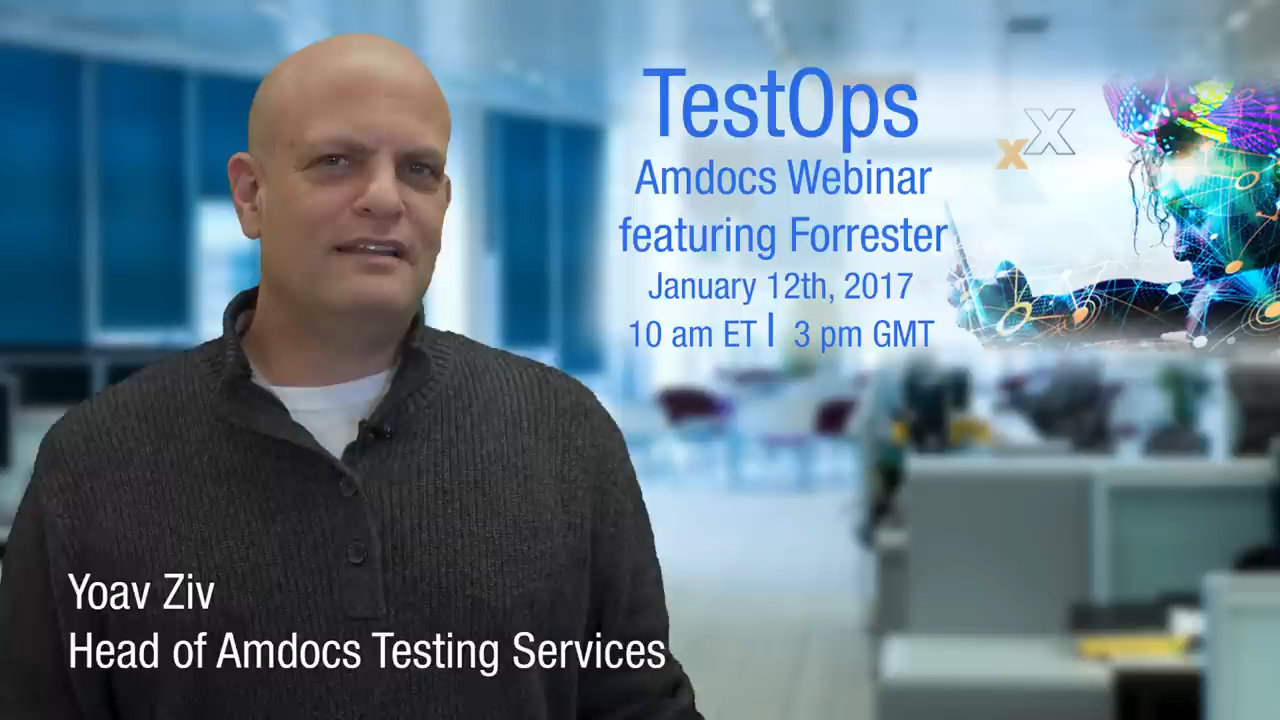 TestOps
Amdocs Webinar
featuring Forrester
January 12th, 2017
10 am ET | 3 pm GMT
X
X
Yoav Ziv
Head of Amdocs Testing Services